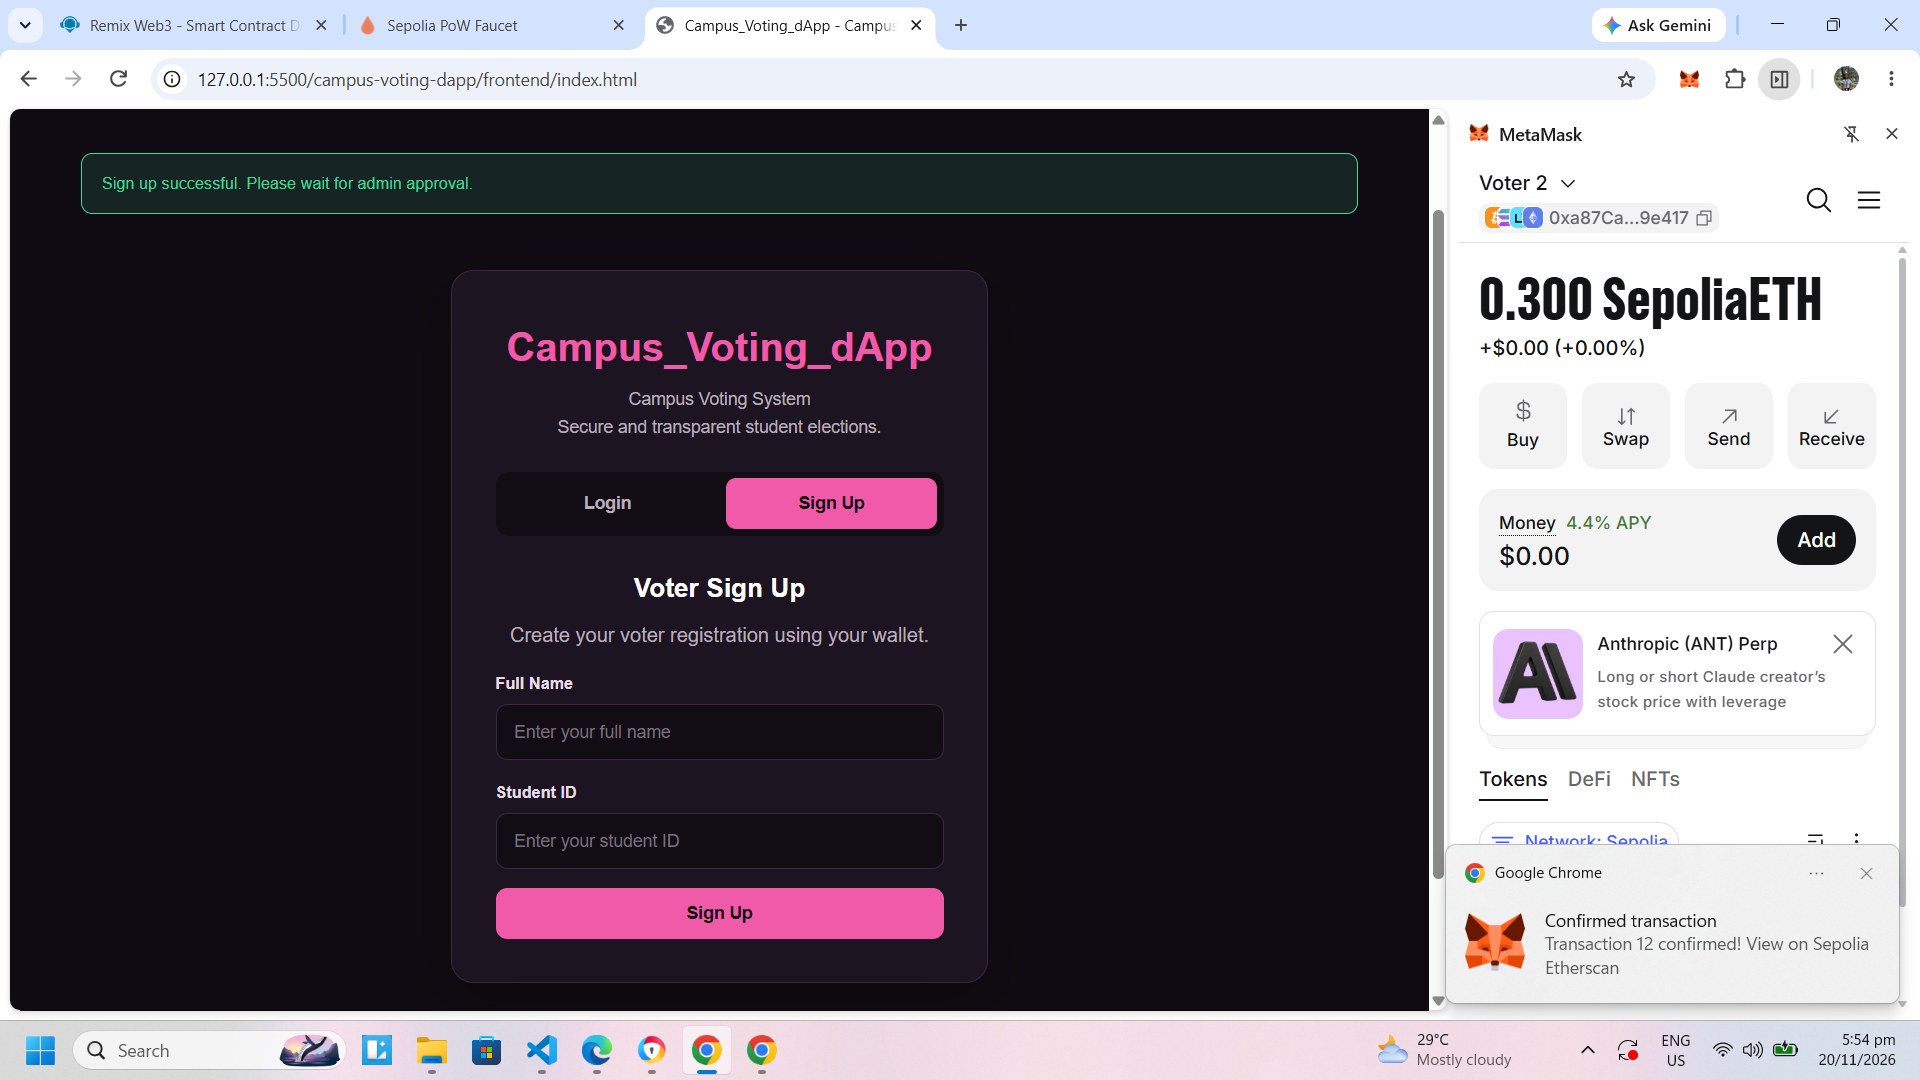 Remix Web3 - Smart Contract D
Sepolia PoW Faucet
Campus_Voting_dApp - Campus
Ask Gemini
127.0.0.1:5500/campus-voting-dapp/frontend/index.html
Sign up successful. Please wait for admin approval.
Campus_Voting_dApp
Campus Voting System
Secure and transparent student elections.
Login
Sign Up
Voter Sign Up
Create your voter registration using your wallet.
Full Name
Enter your full name
Student ID
Enter your student ID
Sign Up
MetaMask
Voter 2
0xa87Ca...9e417
0.300 SepoliaETH
+$0.00 (+0.00%)
Buy
Swap
Send
Receive
Money 4.4% APY
$0.00
Add
Anthropic (ANT) Perp
Long or short Claude creator's
stock price with leverage
Tokens DeFi NFTs
Network: Sepolia
Google Chrome
Confirmed transaction
Transaction 12 confirmed! View on Sepolia
Etherscan
Search
29°C
Mostly cloudy
ENG
US
5:54 pm
20/11/2026